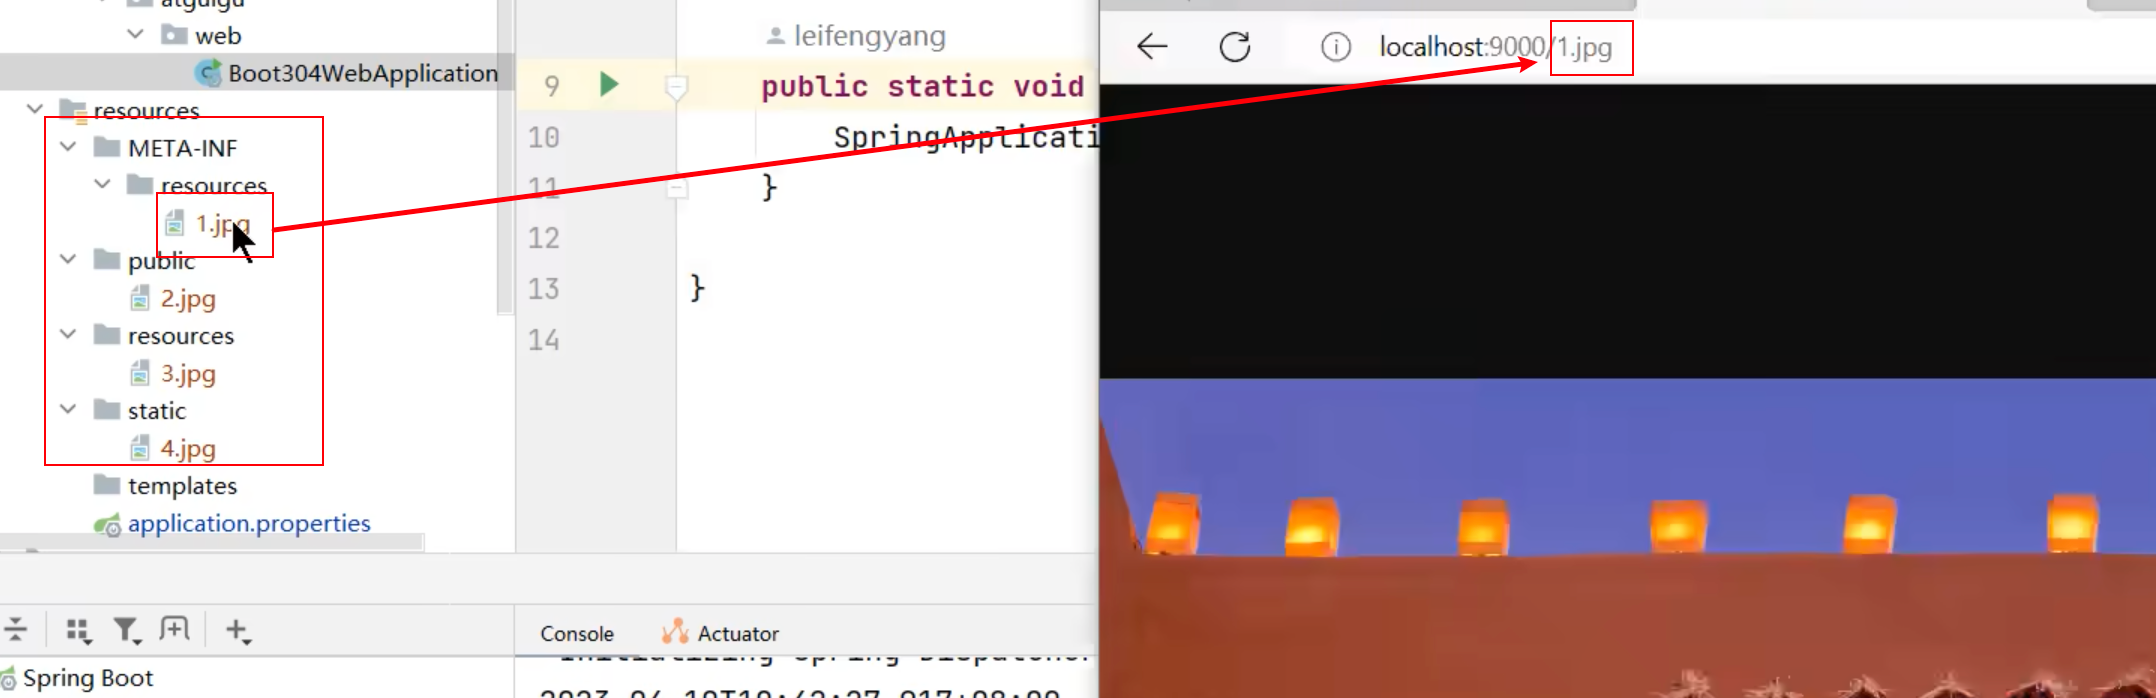 atguigu
web
Boot304WebApplication
resources
META-INF
resources
1.jpg
public
2.jpg
resources
3.jpg
static
4.jpg
templates
application.properties
leifengyang
9 public static void
10 SpringApplicati
11 }
12
13 }
14
localhost:9000/1.jpg
Console Actuator
Spring Boot